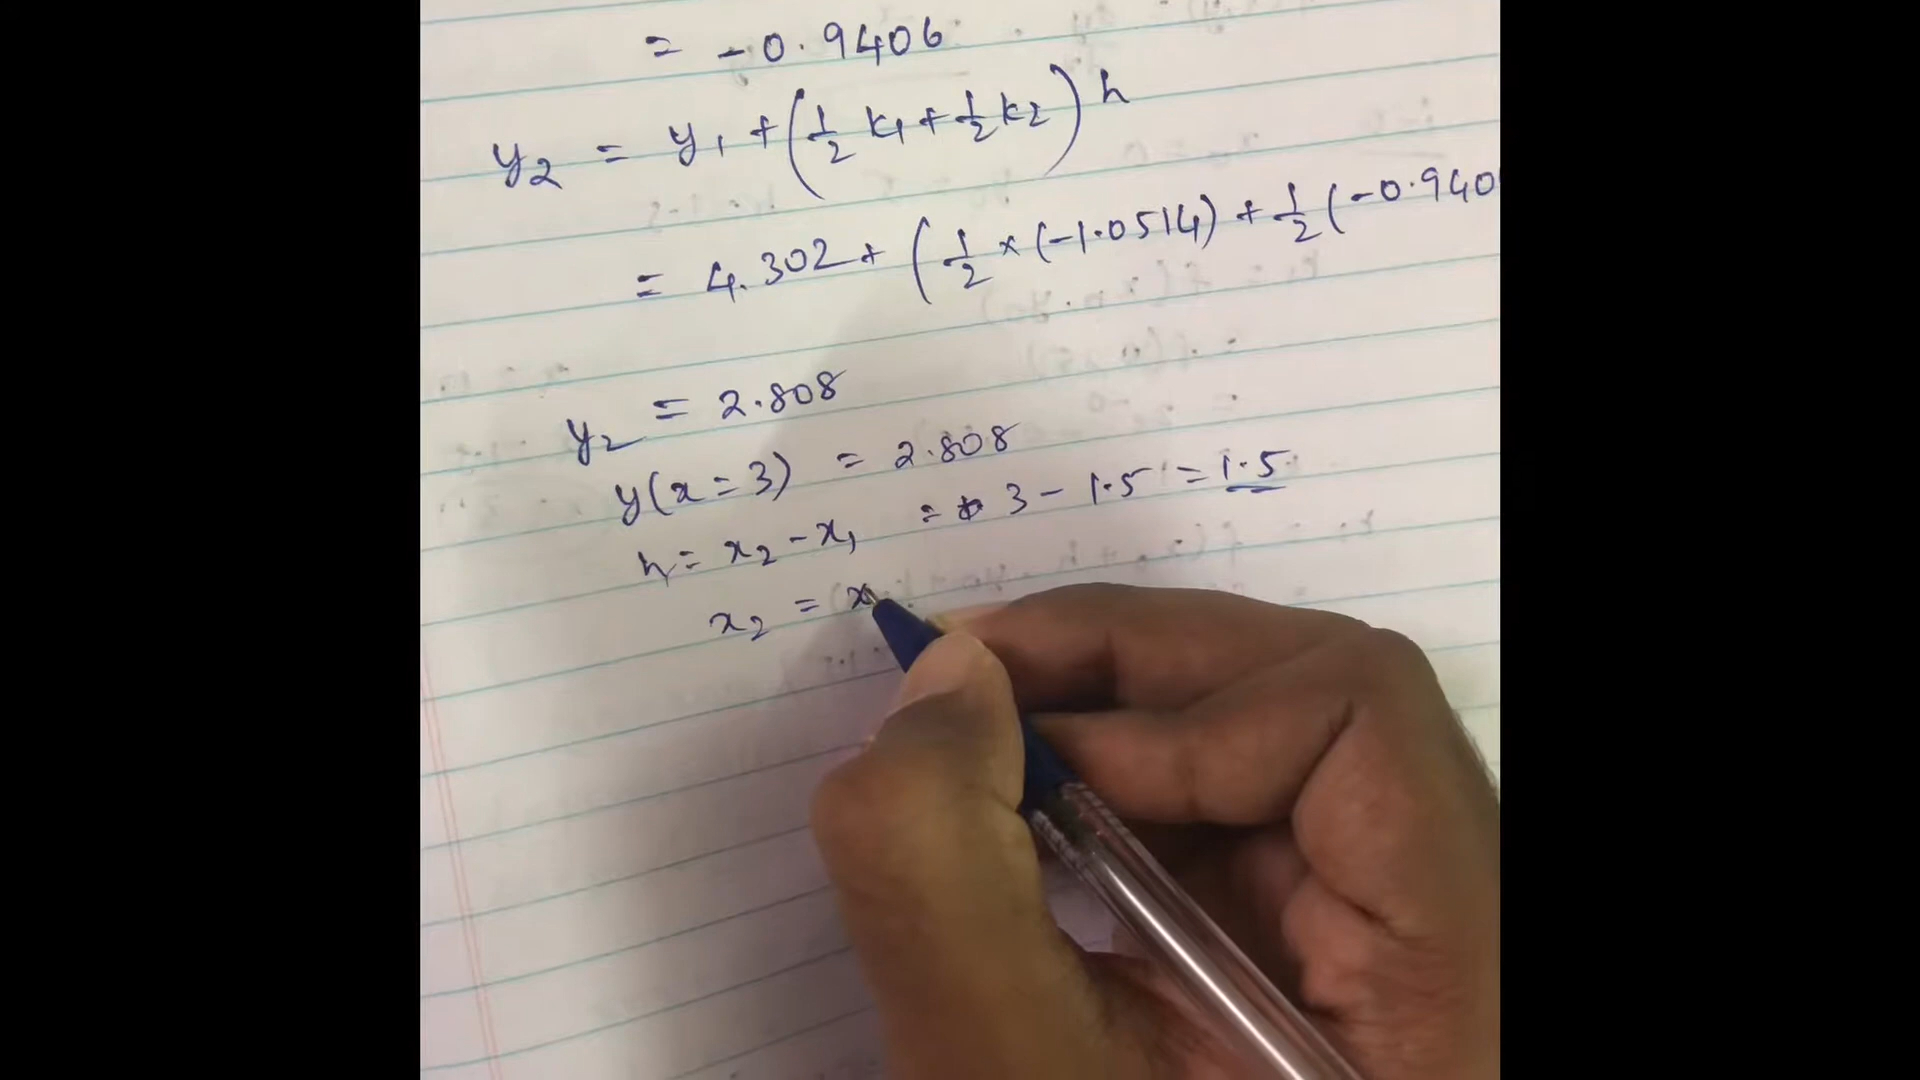 = -0.9406
y₂ = y₁ + (1/2 k₁ + 1/2 k₂) h
= 4.302 + (1/2 × (-1.0514) + 1/2 (-0.940
y₂ = 2.808
y(x = 3) = 2.808
h = x₂ - x₁ = 3 - 1.5 = 1.5
x₂ = x